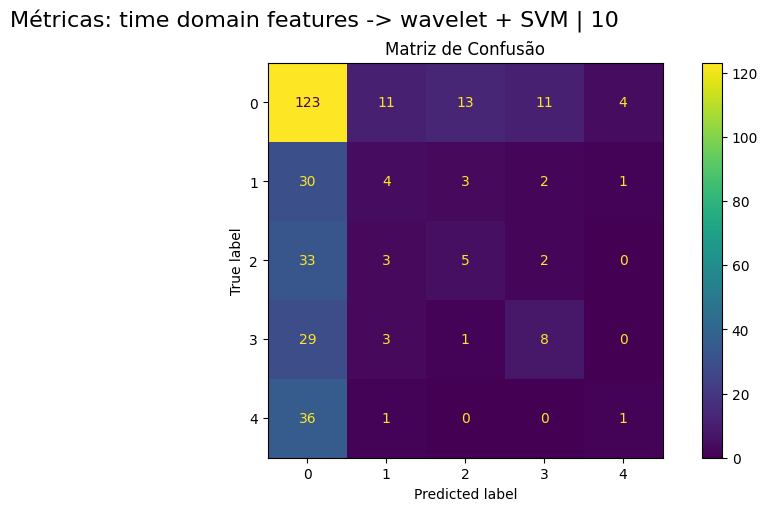 Métricas: time domain features -> wavelet + SVM | 10
Matriz de Confusão
0 123 11 13 11 4
1 30 4 3 2 1
2 33 3 5 2 0
3 29 3 1 8 0
4 36 1 0 0 1
0 1 2 3 4
True label
Predicted label
120
100
80
60
40
20
0